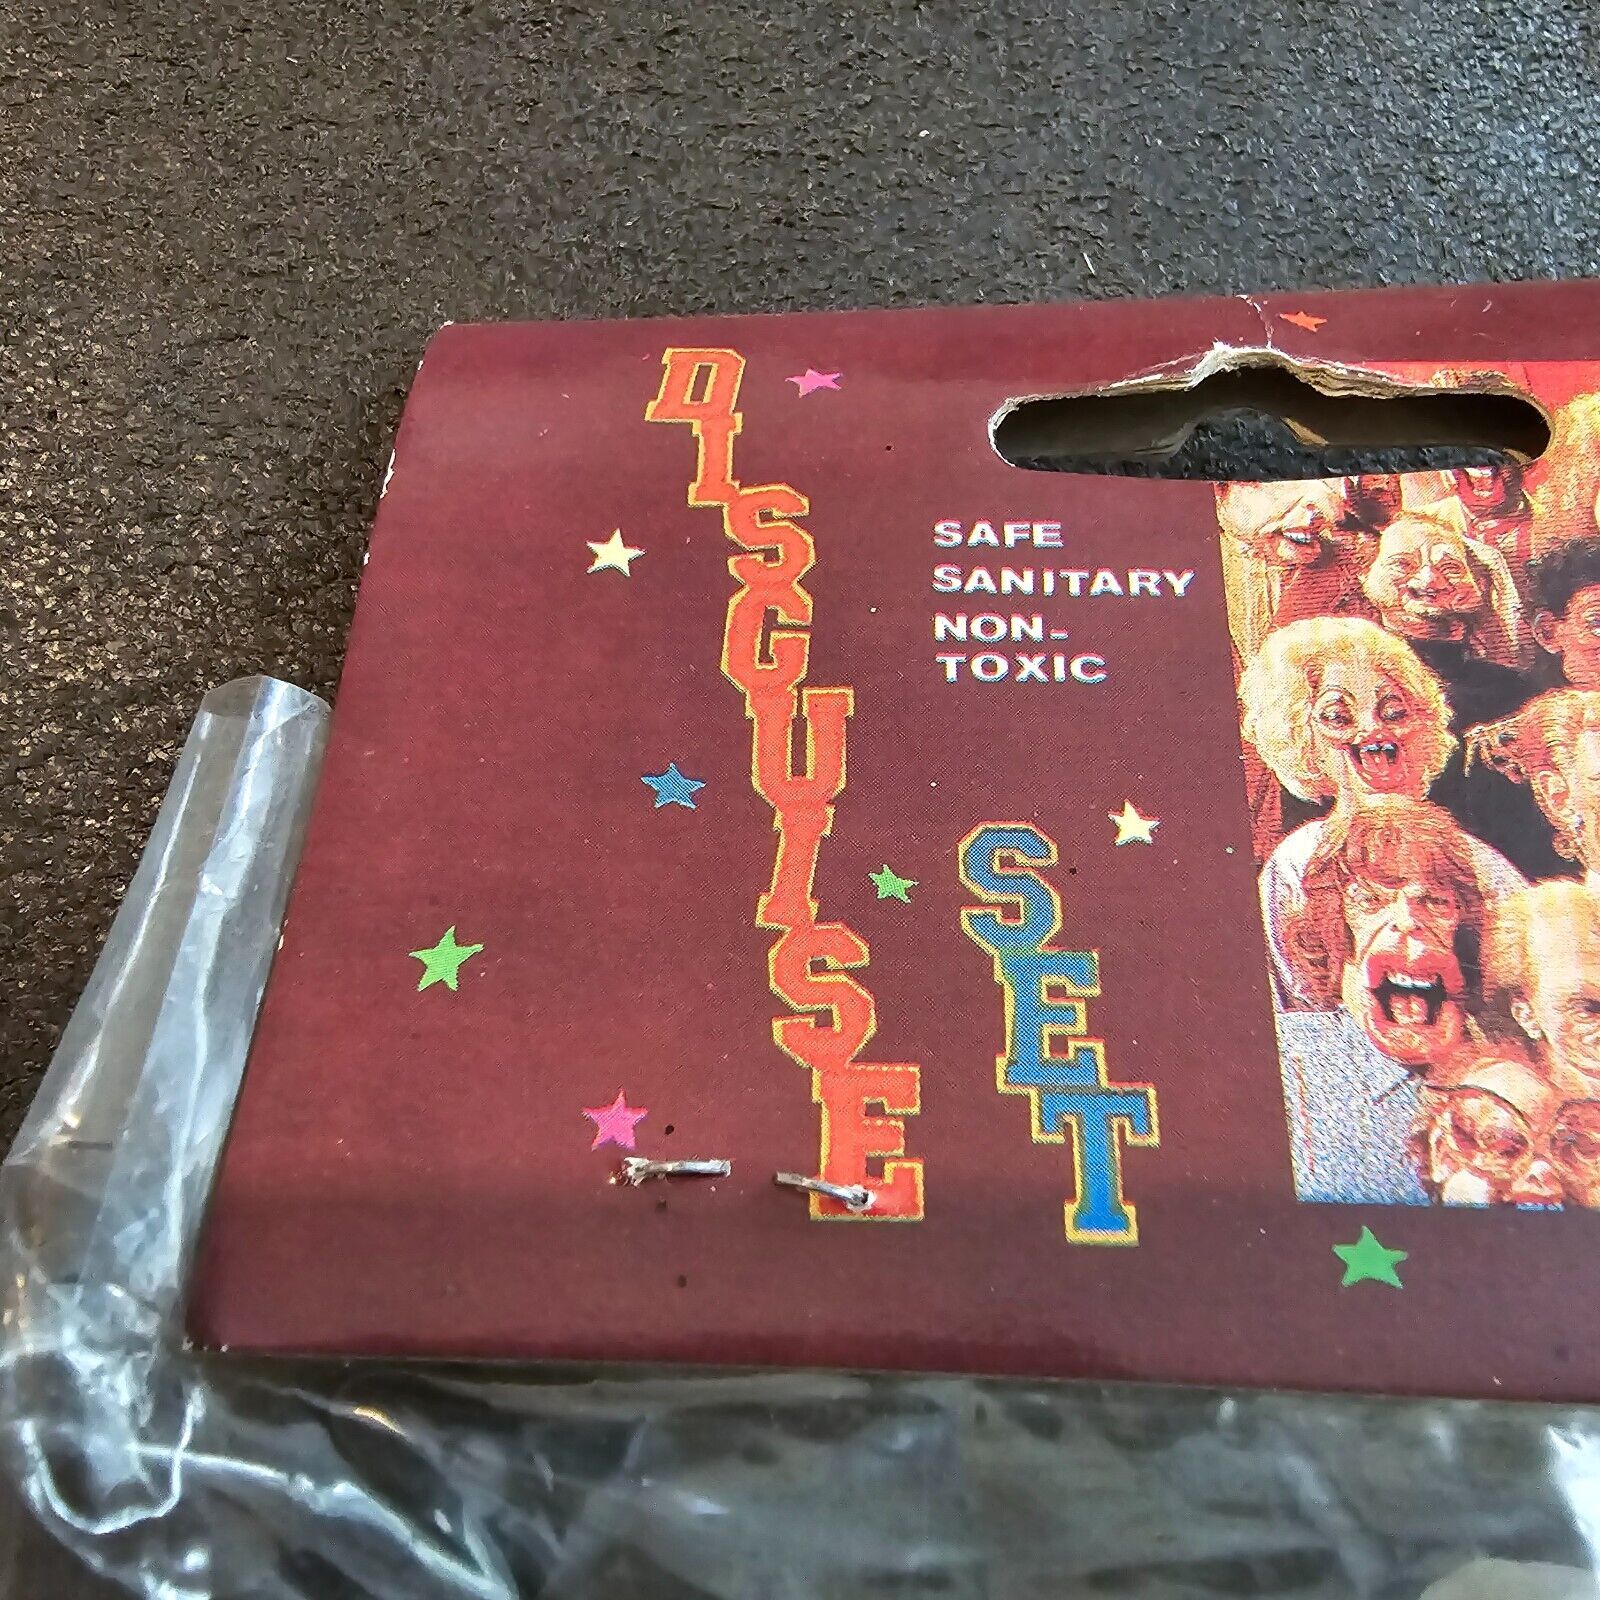 DISGUISE
SET
SAFE
SANITARY
NON-
TOXIC